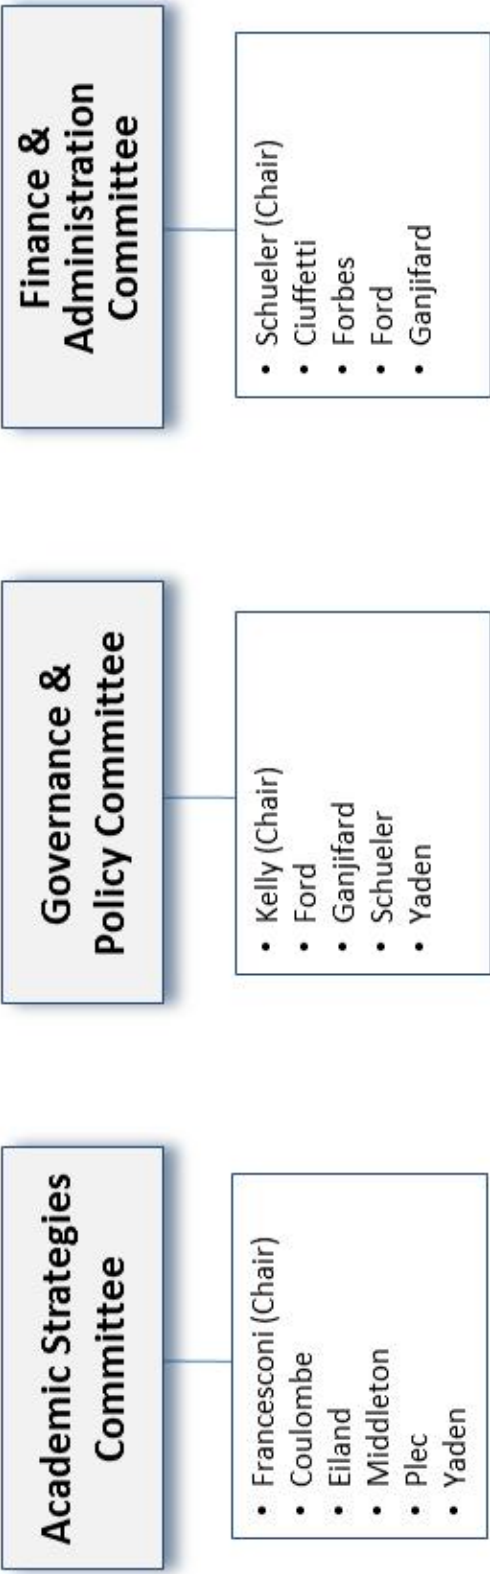 Academic Strategies
Committee
• Francesconi (Chair)
• Coulombe
• Eiland
• Middleton
• Plec
• Yaden
Governance &
Policy Committee
• Kelly (Chair)
• Ford
• Ganjifard
• Schueler
• Yaden
Finance &
Administration
Committee
• Schueler (Chair)
• Ciuffetti
• Forbes
• Ford
• Ganjifard